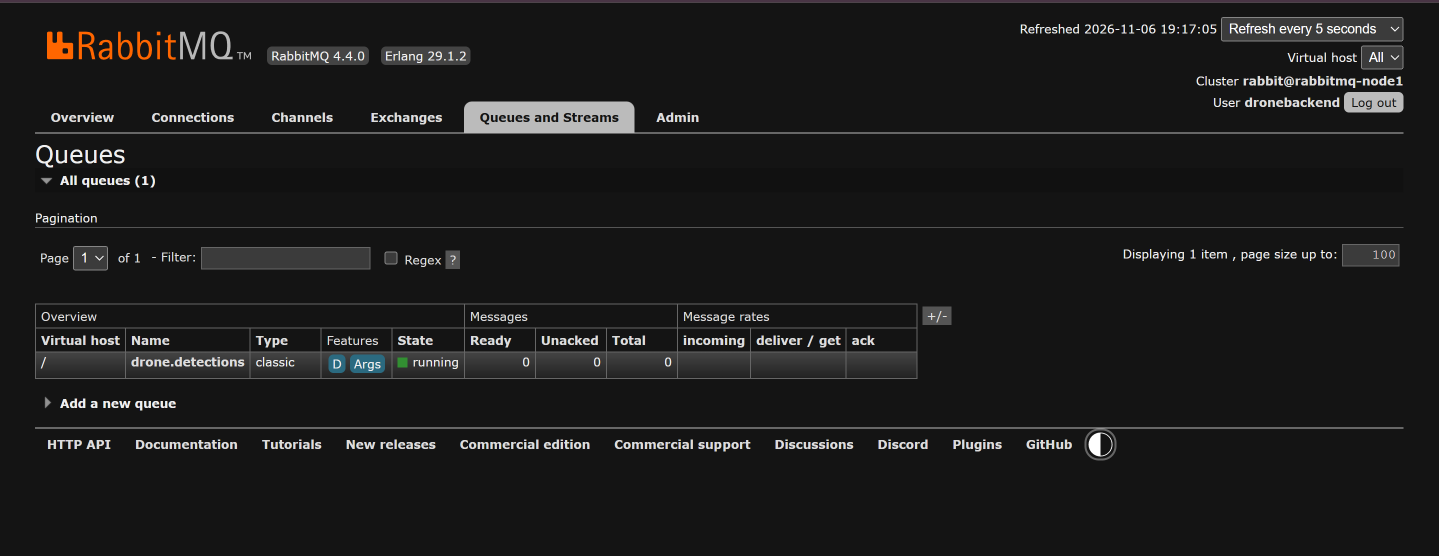 Refreshed 2026-11-06 19:17:05 Refresh every 5 seconds
RabbitMQ TM RabbitMQ 4.4.0 Erlang 29.1.2
Virtual host All
Cluster rabbit@rabbitmq-node1
User dronebackend Log out
Overview Connections Channels Exchanges Queues and Streams Admin
Queues
All queues (1)
Pagination
Page 1 of 1 - Filter: Regex ? Displaying 1 item , page size up to: 100
Overview Messages Message rates +/-
Virtual host Name Type Features State Ready Unacked Total incoming deliver / get ack
/ drone.detections classic D Args running 0 0 0
Add a new queue
HTTP API Documentation Tutorials New releases Commercial edition Commercial support Discussions Discord Plugins GitHub